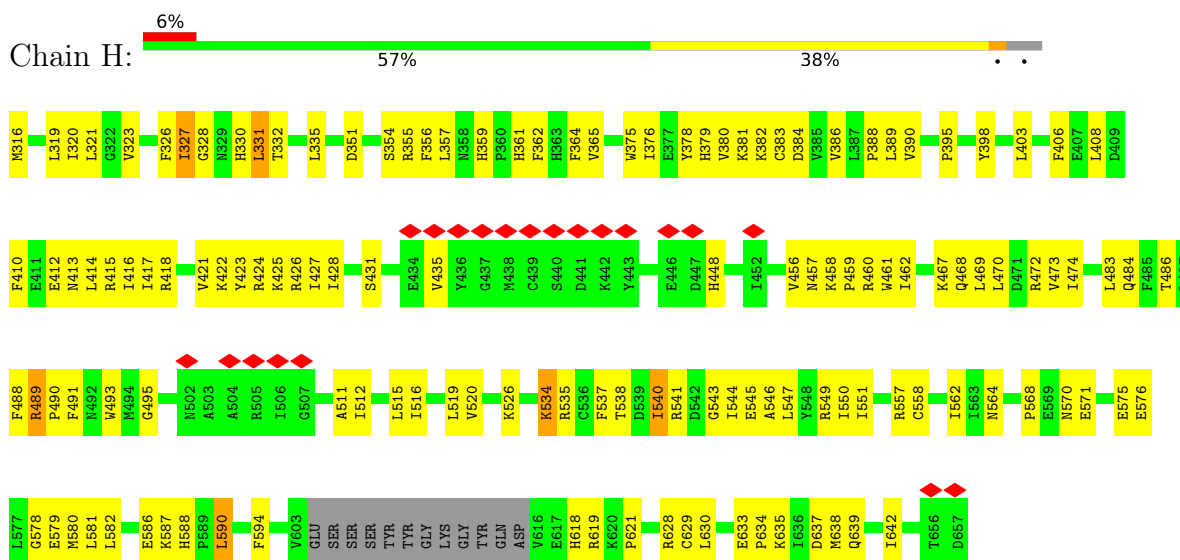 6%
Chain H:
57% 38% • •
M316 L319 I320 L321 G322 V323 F326 I327 G328 N329 H330 L331 T332 L335 D351 S354 R355 F356 L357 N358 H359 P360 H361 F362 H363 F364 V365 W375 I376 E377 Y378 H379 V380 K381 K382 C383 D384 V385 V386 L387 P388 L389 V390 P395 Y398 L403 F406 E407 L408 D409
F410 E411 E412 N413 L414 R415 I416 I417 R418 V421 K422 Y423 R424 K425 R426 I427 I428 S431 E434 V435 Y436 G437 M438 C439 S440 D441 K442 Y443 E446 D447 H448 I452 V456 N457 K458 P459 R460 W461 I462 K467 Q468 L469 L470 D471 R472 V473 I474 L483 Q484 F485 T486
F488 R489 P490 F491 N492 W493 M494 G495 N502 A503 A504 R505 I506 G507 A511 I512 L515 I516 L519 V520 K526 K534 R535 C536 F537 T538 D539 I540 R541 D542 G543 I544 E545 A546 L547 Y548 R549 I550 I551 R557 C558 I562 I563 N564 P568 E569 N570 E571 E575 E576
L577 G578 E579 M580 L581 L582 E586 K587 H588 P589 L590 F594 V603 GLU SER SER SER TYR TYR GLY LYS GLY TYR GLN ASP V616 E617 H618 R619 K620 P621 R628 C629 L630 E633 P634 K635 I636 D637 M638 Q639 I642 T656 D657